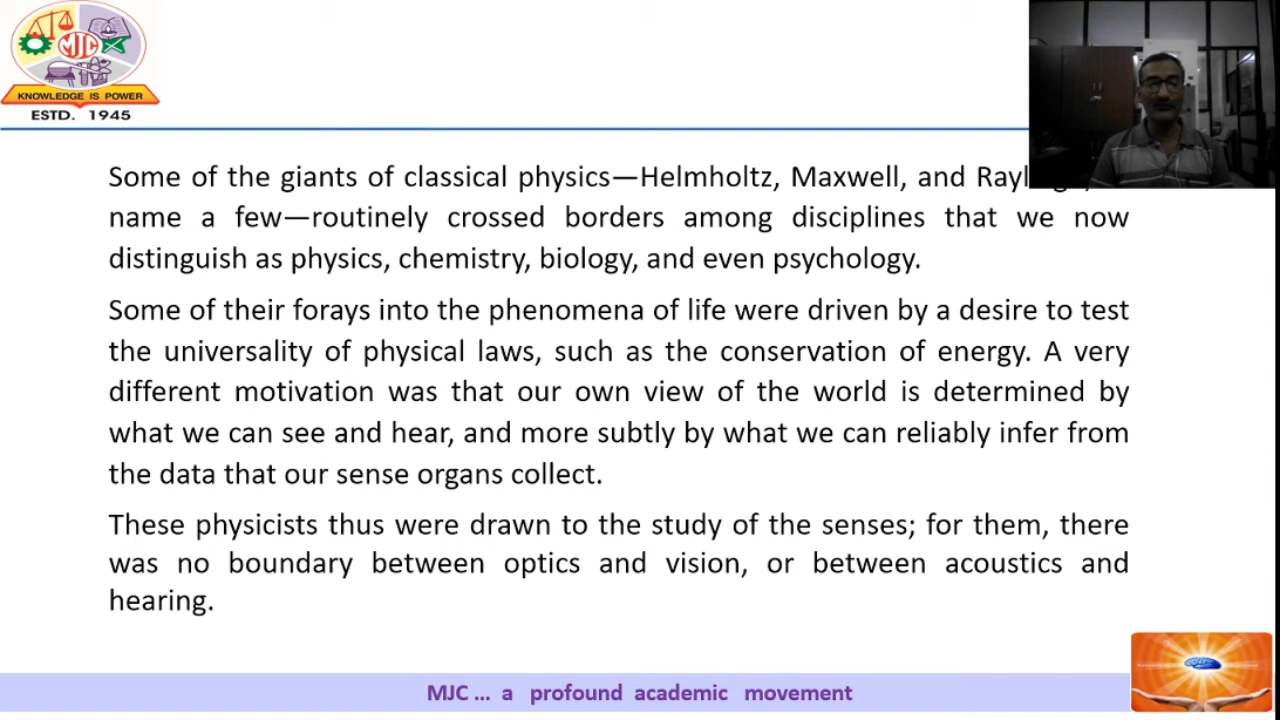 MJC
KNOWLEDGE IS POWER
ESTD. 1945
Some of the giants of classical physics—Helmholtz, Maxwell, and
name a few—routinely crossed borders among disciplines that we now
distinguish as physics, chemistry, biology, and even psychology.
Some of their forays into the phenomena of life were driven by a desire to test
the universality of physical laws, such as the conservation of energy. A very
different motivation was that our own view of the world is determined by
what we can see and hear, and more subtly by what we can reliably infer from
the data that our sense organs collect.
These physicists thus were drawn to the study of the senses; for them, there
was no boundary between optics and vision, or between acoustics and
hearing.
MJC ... a profound academic movement